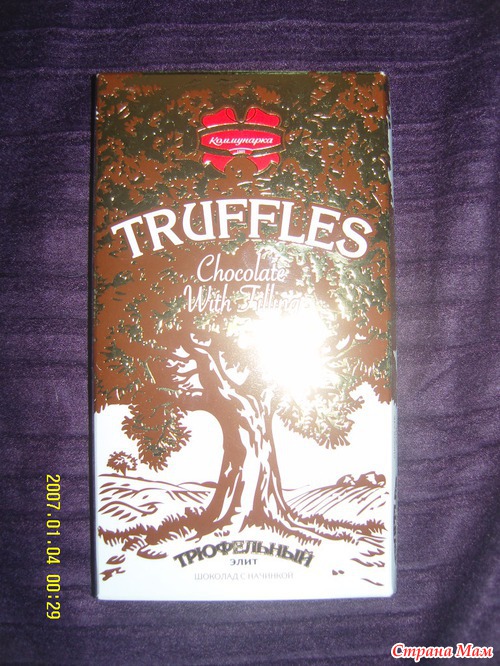 Коммунарка
TRUFFLES
Chocolate
With Filling
ТРЮФЕЛЬНЫЙ
ЭЛИТ
ШОКОЛАД С НАЧИНКОЙ
2007.01.04 00:29
Страна Мам